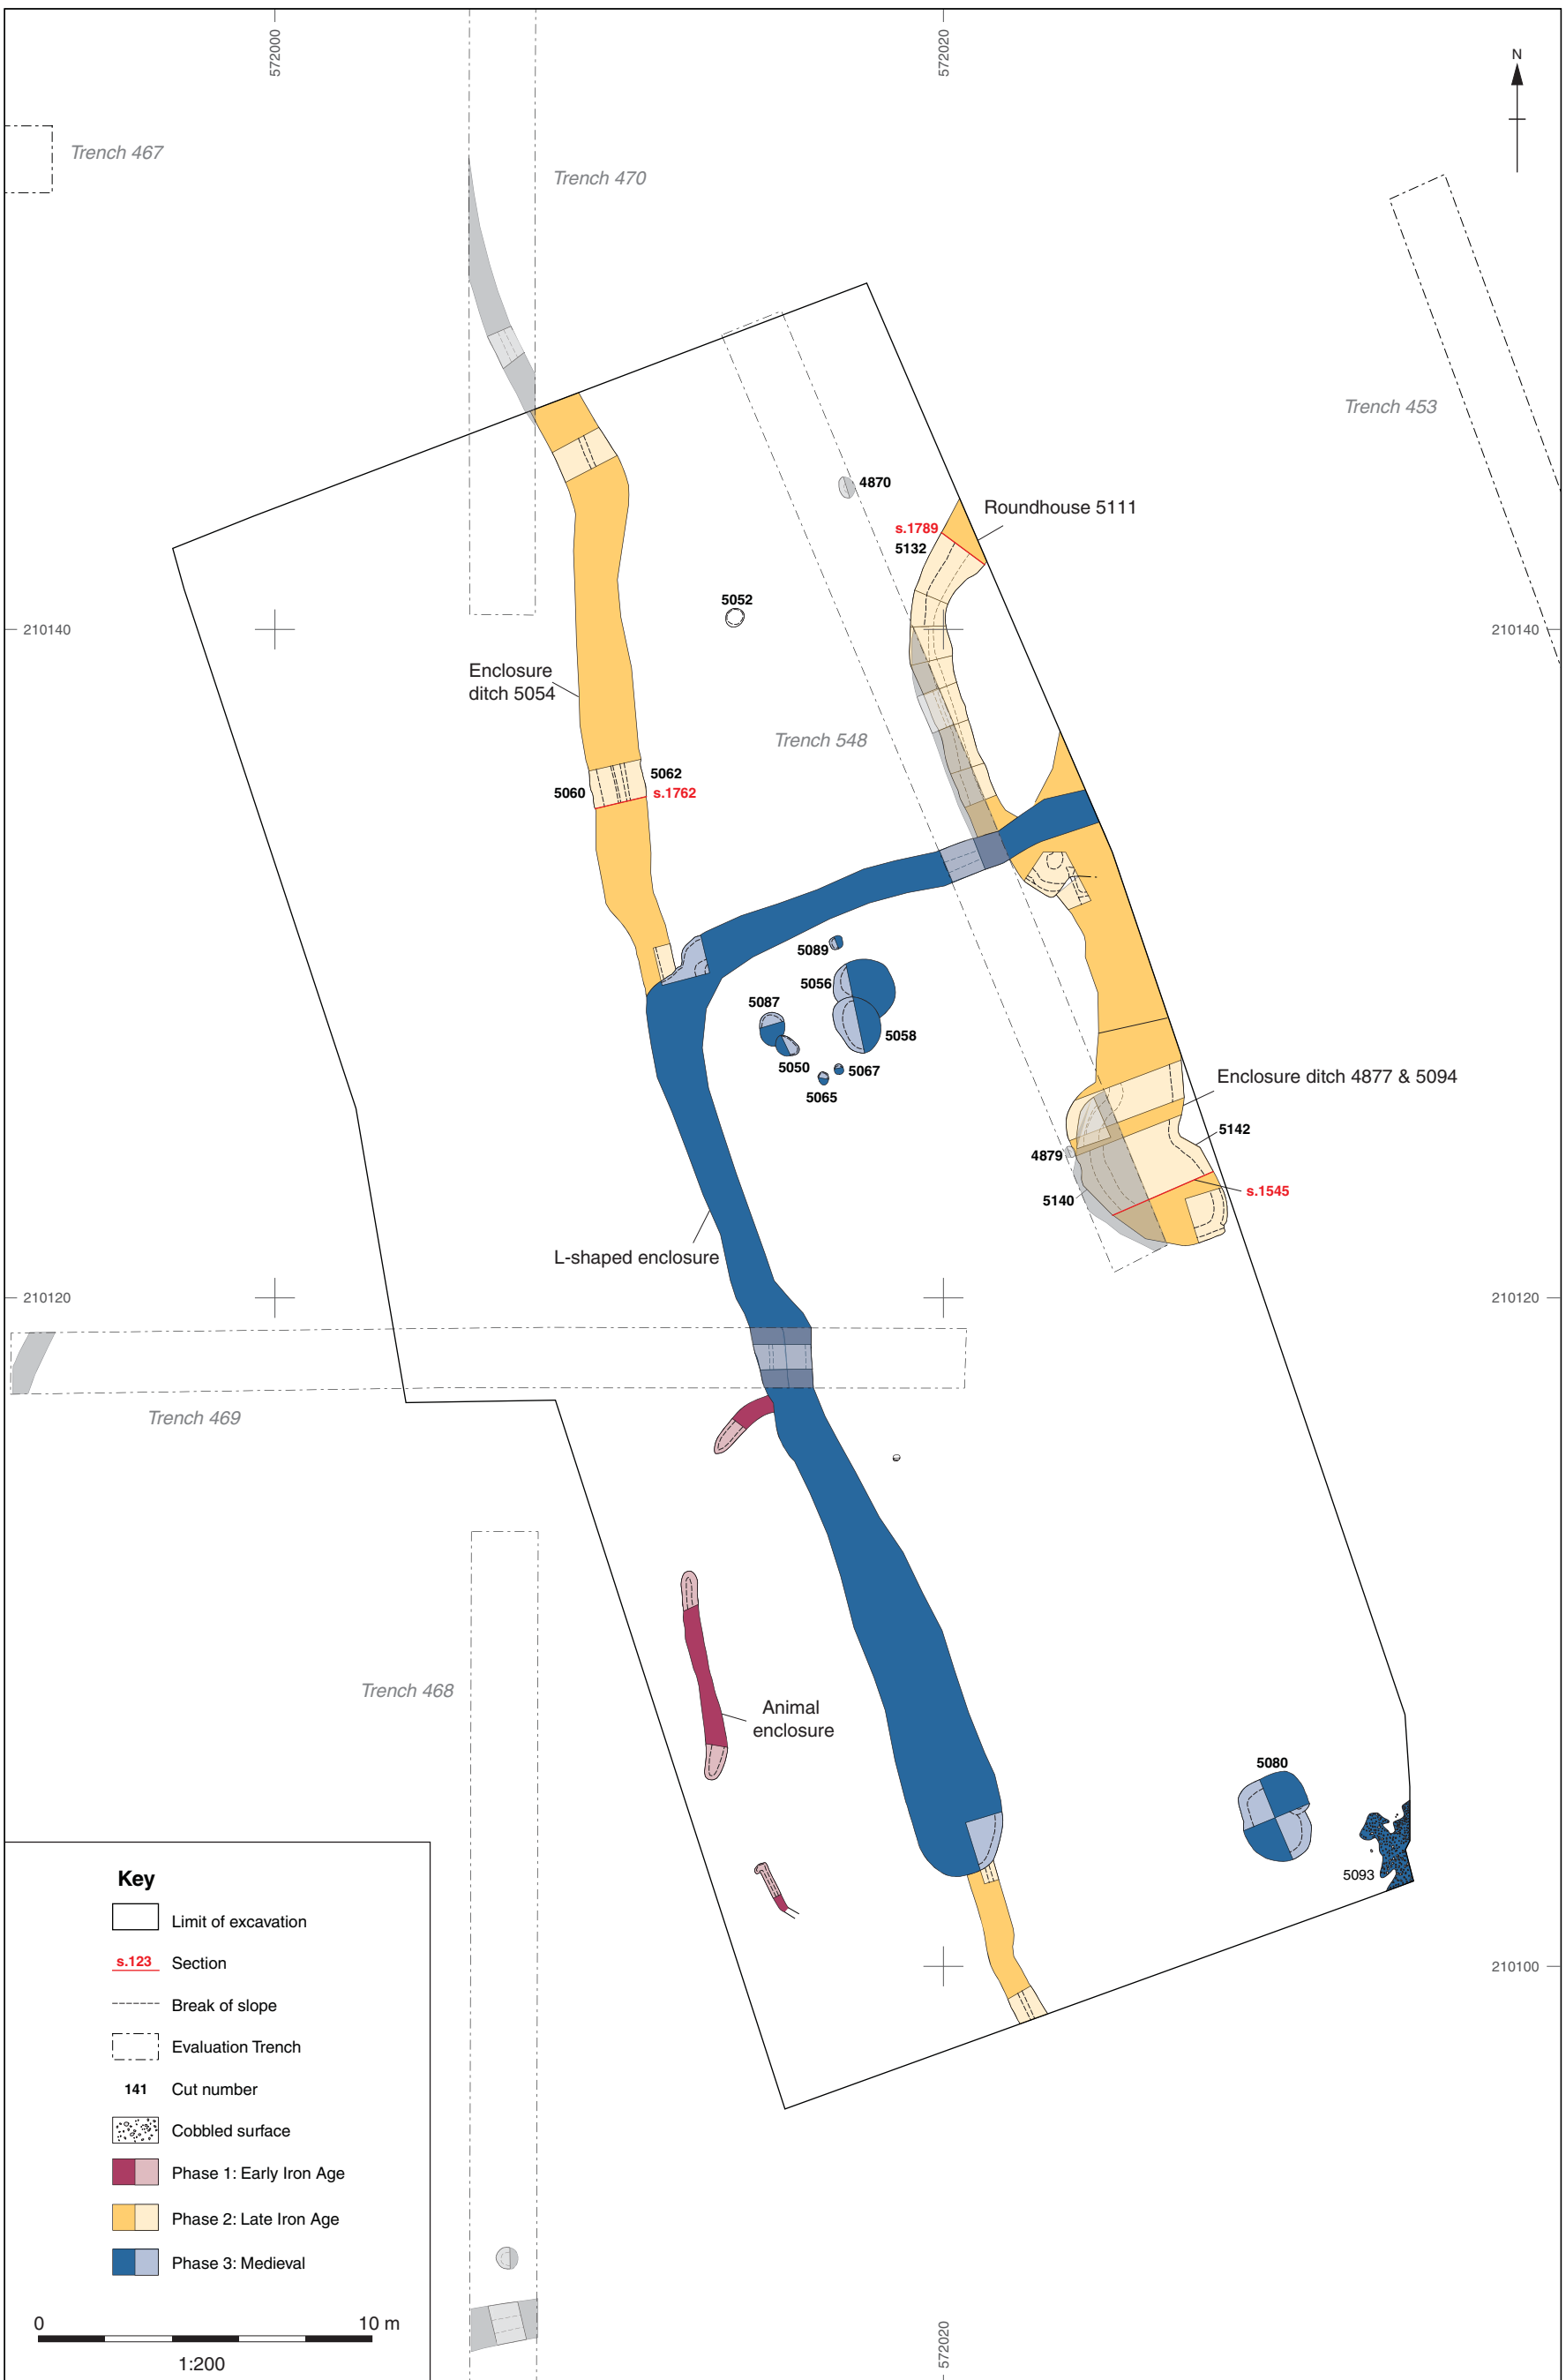 572000
572020
N
Trench 467
Trench 470
Trench 453
4870
Roundhouse 5111
s.1789
5132
5052
210140
210140
Enclosure
ditch 5054
Trench 548
5062
5060
s.1762
5089
5056
5087
5058
5050
5067
5065
Enclosure ditch 4877 & 5094
5142
4879
5140
s.1545
L-shaped enclosure
210120
210120
Trench 469
Trench 468
Animal
enclosure
5080
5093
210100
Key
Limit of excavation
s.123 Section
Break of slope
Evaluation Trench
141 Cut number
Cobbled surface
Phase 1: Early Iron Age
Phase 2: Late Iron Age
Phase 3: Medieval
0 10 m
1:200
572020